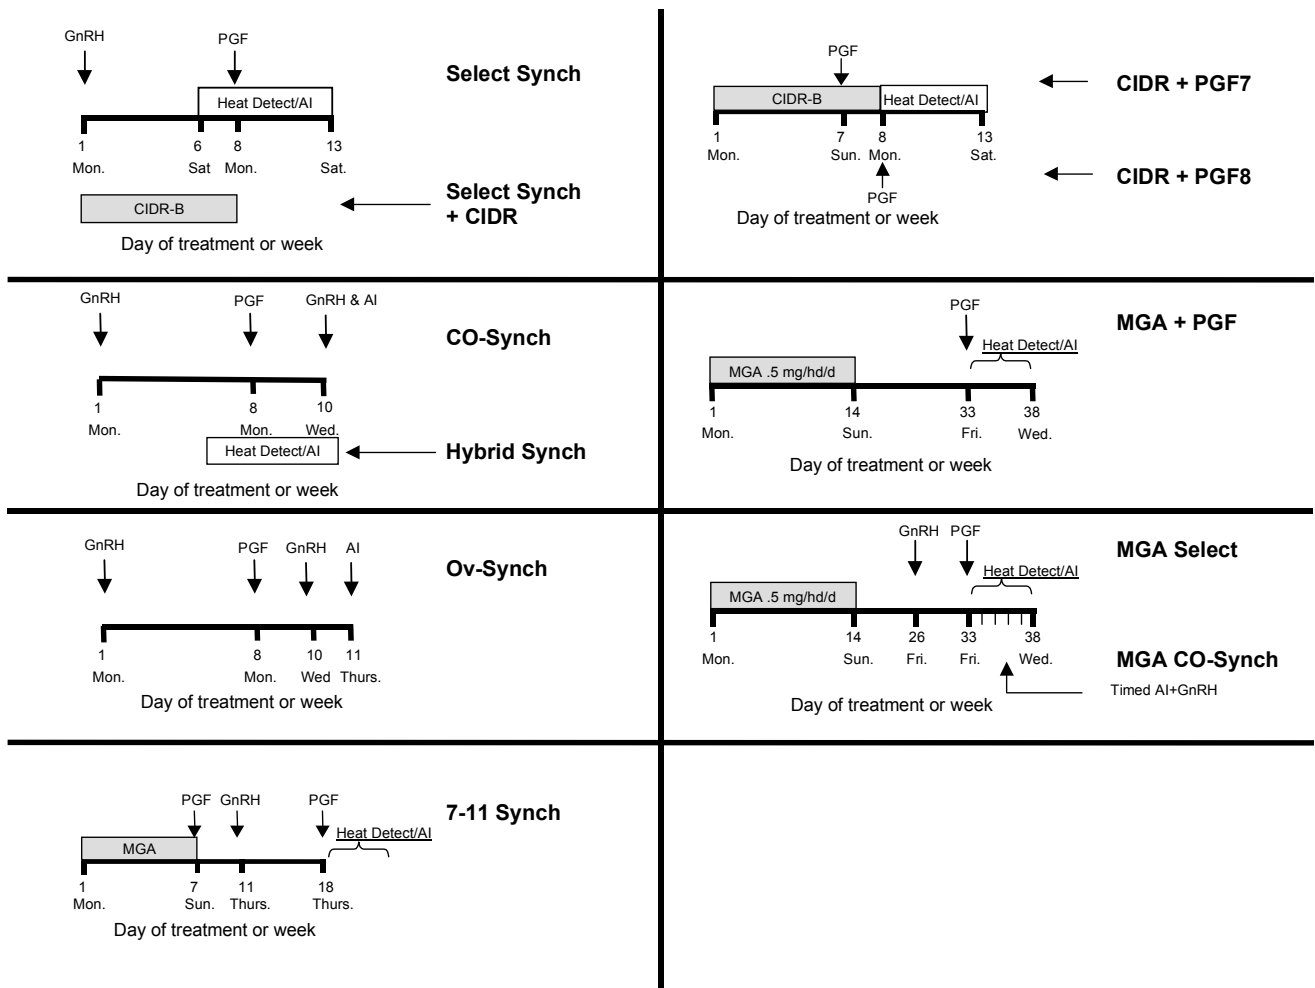 GnRH PGF
Select Synch
Heat Detect/AI
1 6 8 13
Mon. Sat Mon. Sat.
Select Synch
+ CIDR
CIDR-B
Day of treatment or week
PGF
CIDR + PGF7
CIDR-B Heat Detect/AI
1 7 8 13
Mon. Sun. Mon. Sat.
CIDR + PGF8
PGF
Day of treatment or week
GnRH PGF GnRH & AI
CO-Synch
1 8 10
Mon. Mon. Wed.
Heat Detect/AI
Hybrid Synch
Day of treatment or week
PGF
MGA + PGF
Heat Detect/AI
MGA .5 mg/hd/d
1 14 33 38
Mon. Sun. Fri. Wed.
Day of treatment or week
GnRH PGF GnRH AI
Ov-Synch
1 8 10 11
Mon. Mon. Wed Thurs.
Day of treatment or week
GnRH PGF
MGA Select
Heat Detect/AI
MGA .5 mg/hd/d
1 14 26 33 38
Mon. Sun. Fri. Fri. Wed.
MGA CO-Synch
Timed AI+GnRH
Day of treatment or week
PGF GnRH PGF
7-11 Synch
Heat Detect/AI
MGA
1 7 11 18
Mon. Sun. Thurs. Thurs.
Day of treatment or week